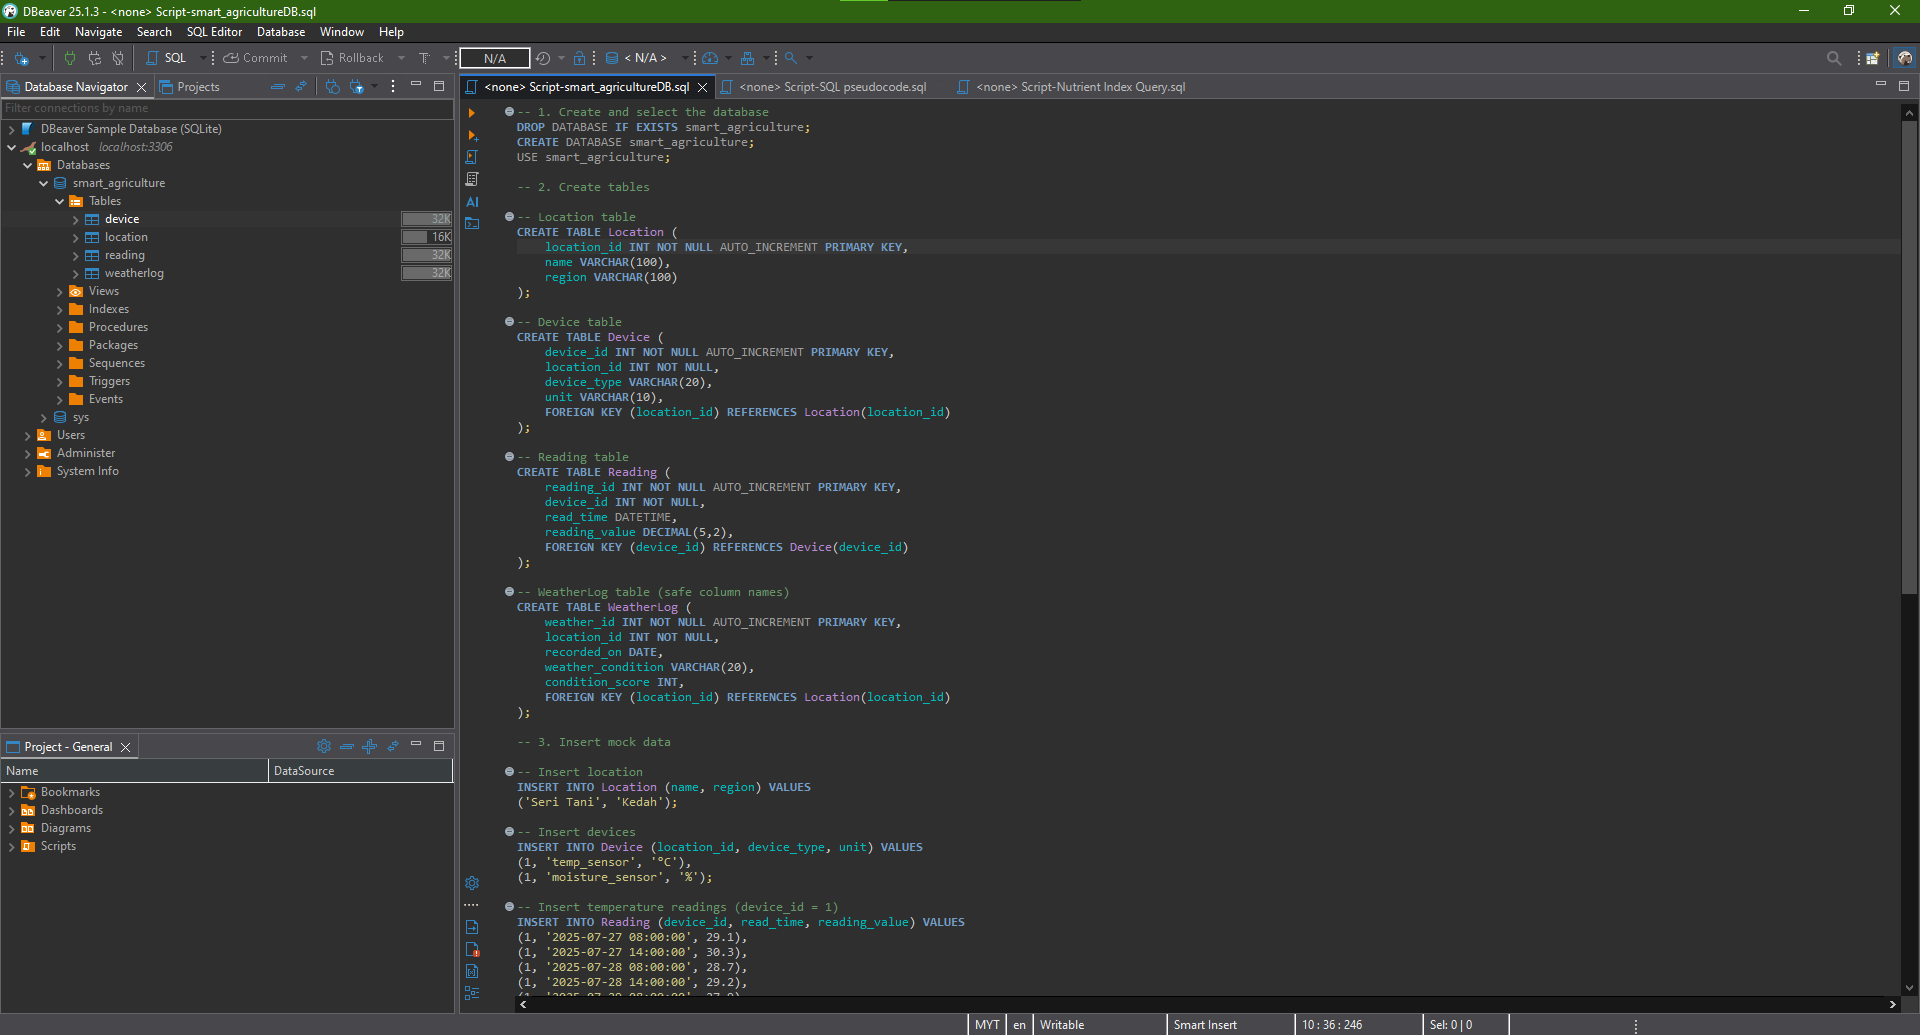 DBeaver 25.1.3 - <none> Script-smart_agricultureDB.sql
File Edit Navigate Search SQL Editor Database Window Help
SQL Commit Rollback N/A < N/A >
Database Navigator Projects
Filter connections by name
DBeaver Sample Database (SQLite)
localhost localhost:3306
Databases
smart_agriculture
Tables
device 32K
location 16K
reading 32K
weatherlog 32K
Views
Indexes
Procedures
Packages
Sequences
Triggers
Events
sys
Users
Administer
System Info
Project - General
Name DataSource
Bookmarks
Dashboards
Diagrams
Scripts
<none> Script-smart_agricultureDB.sql <none> Script-SQL pseudocode.sql <none> Script-Nutrient Index Query.sql
AI
-- 1. Create and select the database
DROP DATABASE IF EXISTS smart_agriculture;
CREATE DATABASE smart_agriculture;
USE smart_agriculture;
-- 2. Create tables
-- Location table
CREATE TABLE Location (
location_id INT NOT NULL AUTO_INCREMENT PRIMARY KEY,
name VARCHAR(100),
region VARCHAR(100)
);
-- Device table
CREATE TABLE Device (
device_id INT NOT NULL AUTO_INCREMENT PRIMARY KEY,
location_id INT NOT NULL,
device_type VARCHAR(20),
unit VARCHAR(10),
FOREIGN KEY (location_id) REFERENCES Location(location_id)
);
-- Reading table
CREATE TABLE Reading (
reading_id INT NOT NULL AUTO_INCREMENT PRIMARY KEY,
device_id INT NOT NULL,
read_time DATETIME,
reading_value DECIMAL(5,2),
FOREIGN KEY (device_id) REFERENCES Device(device_id)
);
-- WeatherLog table (safe column names)
CREATE TABLE WeatherLog (
weather_id INT NOT NULL AUTO_INCREMENT PRIMARY KEY,
location_id INT NOT NULL,
recorded_on DATE,
weather_condition VARCHAR(20),
condition_score INT,
FOREIGN KEY (location_id) REFERENCES Location(location_id)
);
-- 3. Insert mock data
-- Insert location
INSERT INTO Location (name, region) VALUES
('Seri Tani', 'Kedah');
-- Insert devices
INSERT INTO Device (location_id, device_type, unit) VALUES
(1, 'temp_sensor', '°C'),
(1, 'moisture_sensor', '%');
-- Insert temperature readings (device_id = 1)
INSERT INTO Reading (device_id, read_time, reading_value) VALUES
(1, '2025-07-27 08:00:00', 29.1),
(1, '2025-07-27 14:00:00', 30.3),
(1, '2025-07-28 08:00:00', 28.7),
(1, '2025-07-28 14:00:00', 29.2),
MYT en Writable Smart Insert 10 : 36 : 246 Sel: 0 | 0